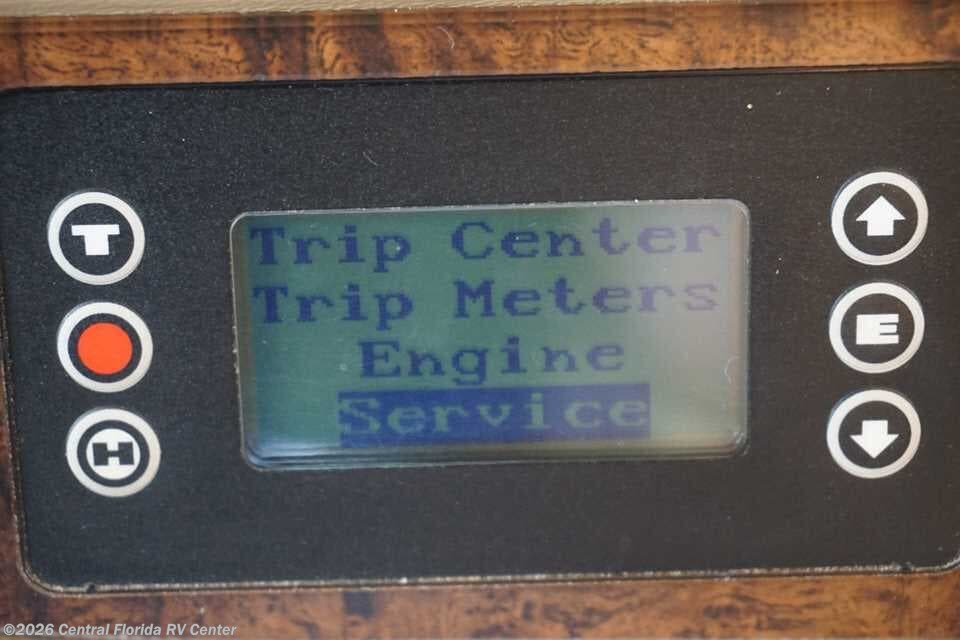 T
H
Trip Center
Trip Meters
Engine
Service
E
©2026 Central Florida RV Center